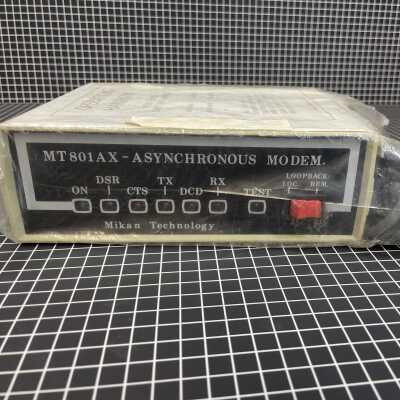 MT801AX-ASYNCHRONOUS MODEM.
DSR TX RX LOOPBACK
ON CTS DCD TEST LOC. REM.
Mikan Technology